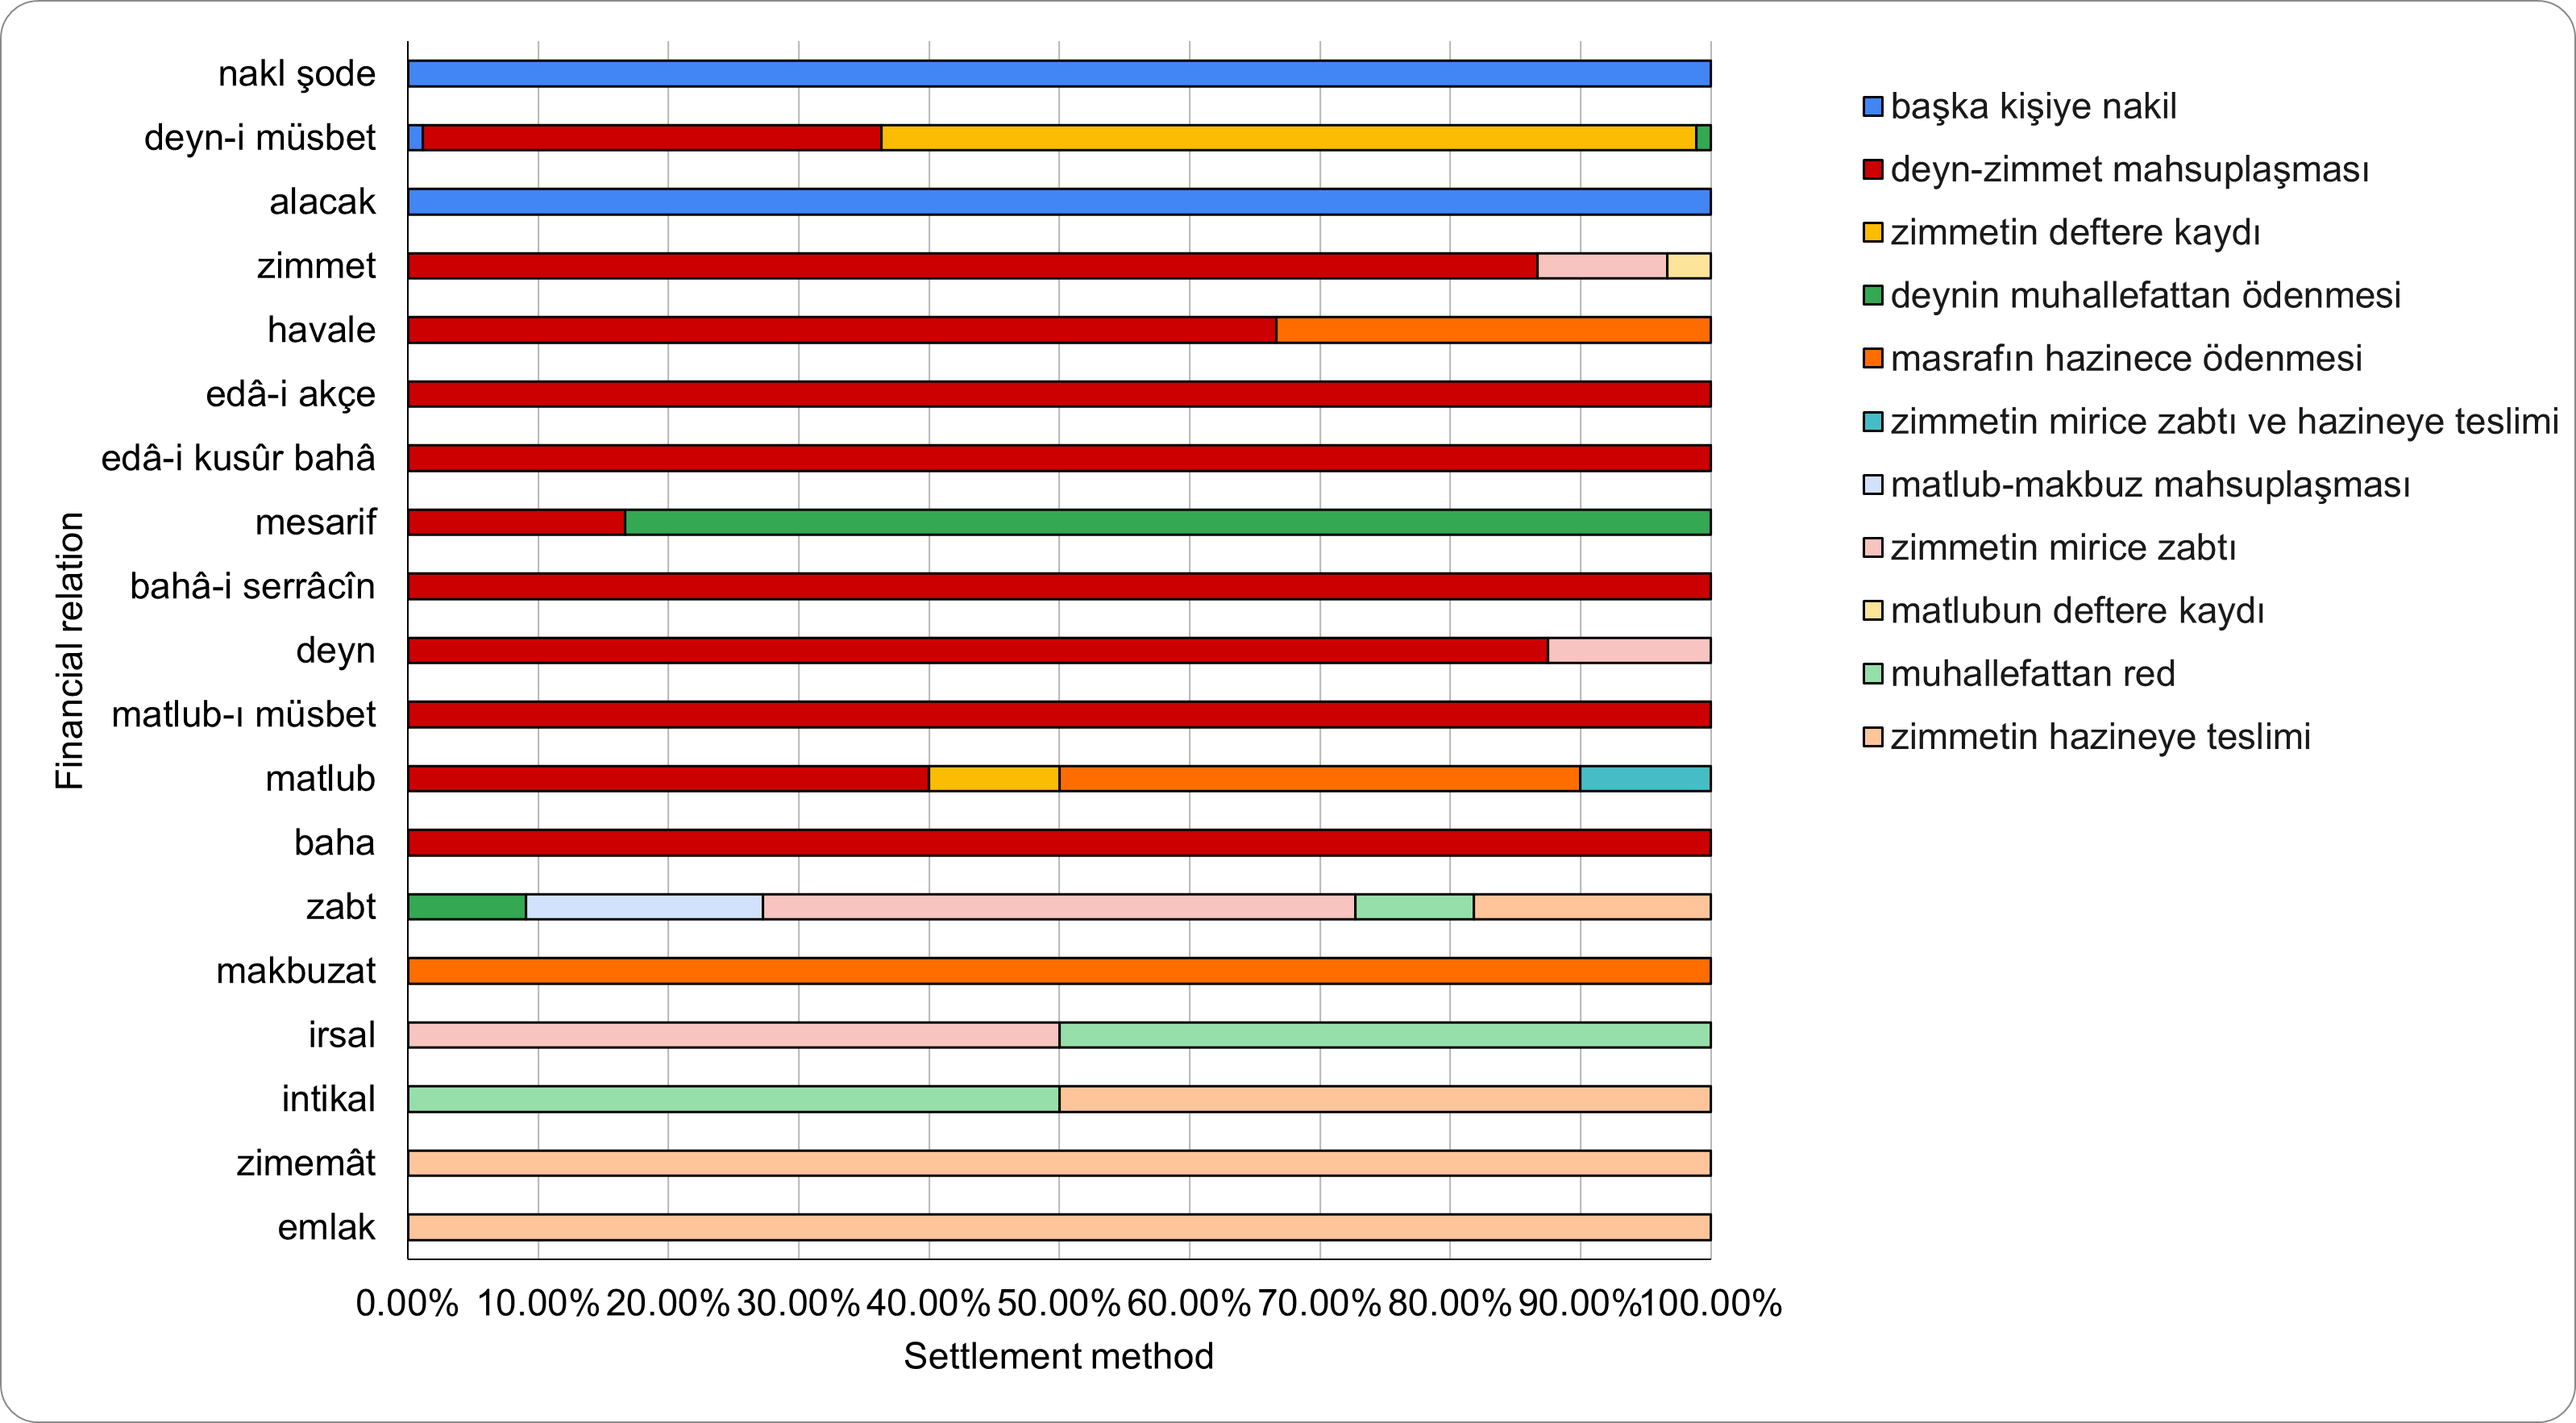 nakl şode
deyn-i müsbet
alacak
zimmet
havale
edâ-i akçe
edâ-i kusûr bahâ
mesarif
bahâ-i serrâcîn
deyn
matlub-ı müsbet
matlub
baha
zabt
makbuzat
irsal
intikal
zimemât
emlak
Financial relation
0.00% 10.00% 20.00% 30.00% 40.00% 50.00% 60.00% 70.00% 80.00% 90.00% 100.00%
Settlement method
başka kişiye nakil
deyn-zimmet mahsuplaşması
zimmetin deftere kaydı
deynin muhallefattan ödenmesi
masrafın hazinece ödenmesi
zimmetin mirice zabtı ve hazineye teslimi
matlub-makbuz mahsuplaşması
zimmetin mirice zabtı
matlubun deftere kaydı
muhallefattan red
zimmetin hazineye teslimi